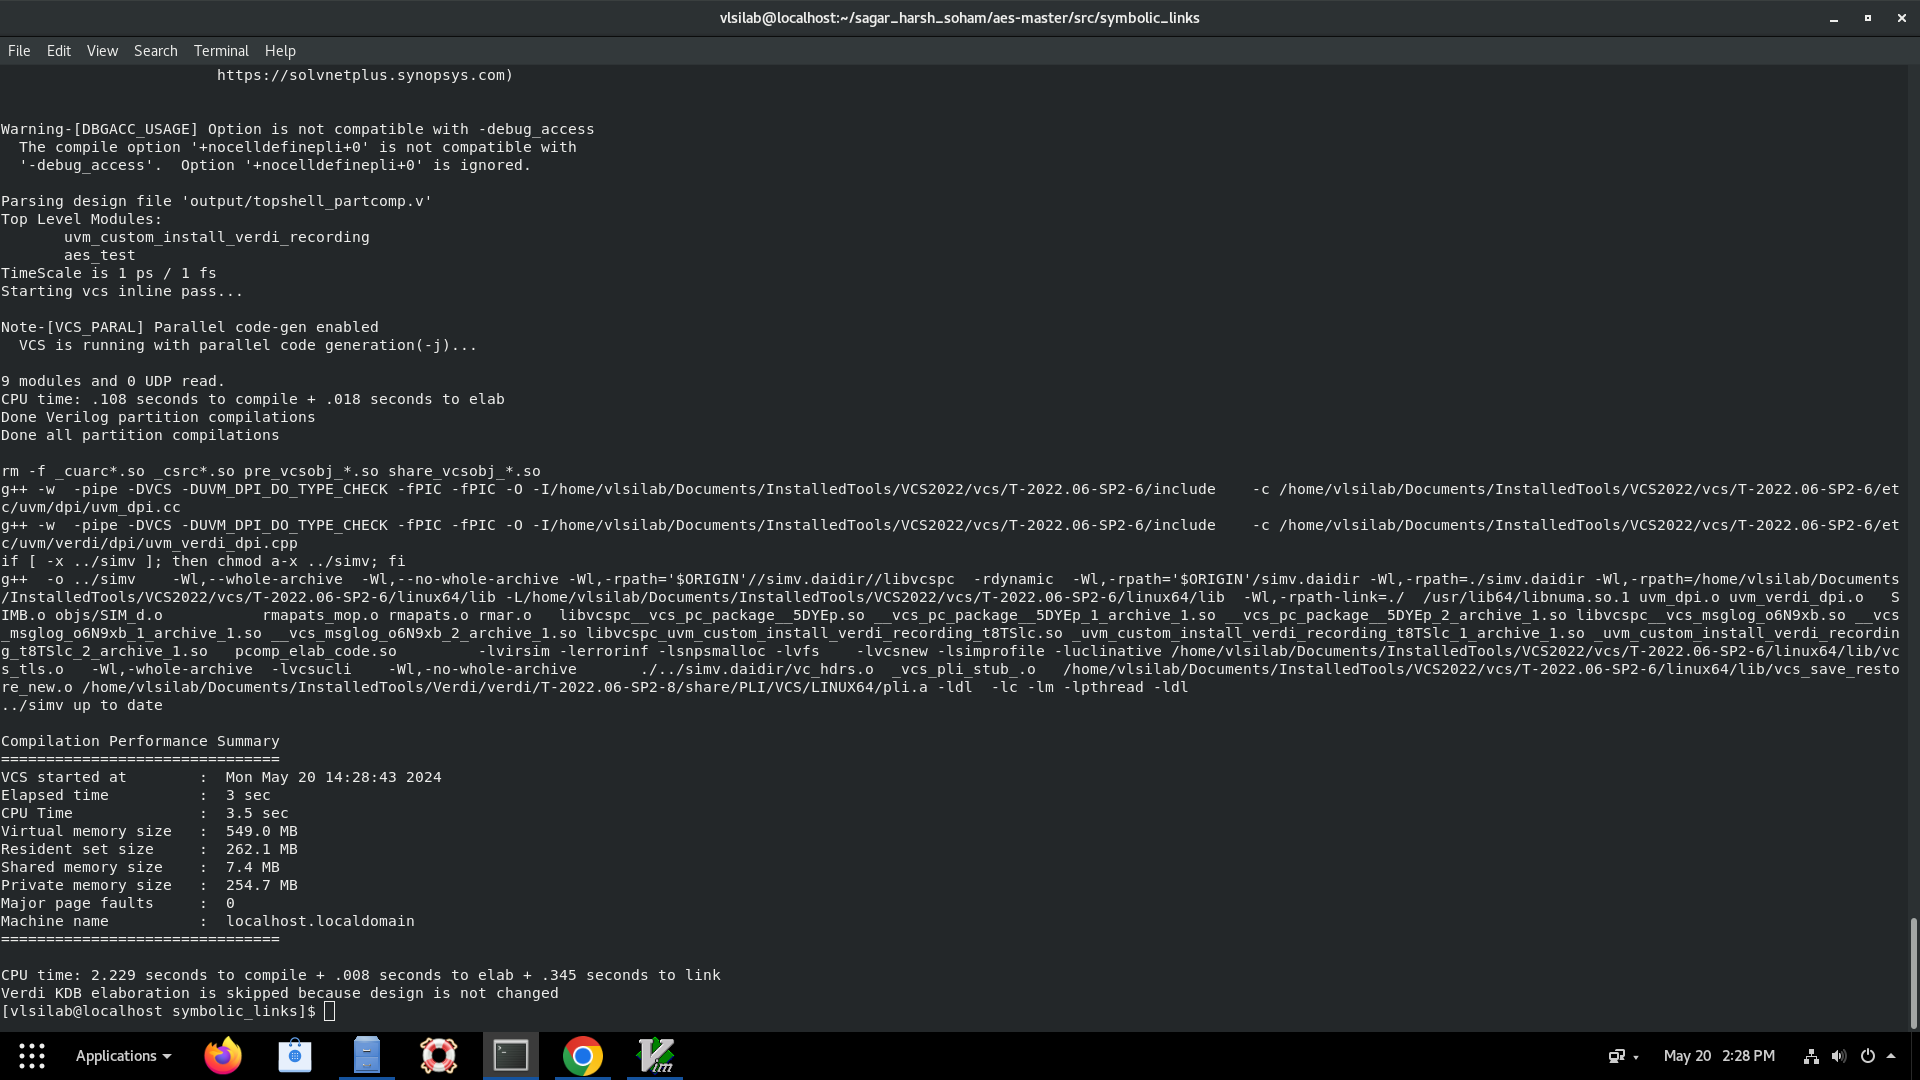 vlsilab@localhost:~/sagar_harsh_soham/aes-master/src/symbolic_links
File Edit View Search Terminal Help
https://solvnetplus.synopsys.com)
Warning-[DBGACC_USAGE] Option is not compatible with -debug_access
The compile option '+nocelldefinepli+0' is not compatible with
'-debug_access'.  Option '+nocelldefinepli+0' is ignored.
Parsing design file 'output/topshell_partcomp.v'
Top Level Modules:
uvm_custom_install_verdi_recording
aes_test
TimeScale is 1 ps / 1 fs
Starting vcs inline pass...
Note-[VCS_PARAL] Parallel code-gen enabled
VCS is running with parallel code generation(-j)...
9 modules and 0 UDP read.
CPU time: .108 seconds to compile + .018 seconds to elab
Done Verilog partition compilations
Done all partition compilations
rm -f _cuarc*.so _csrc*.so pre_vcsobj_*.so share_vcsobj_*.so
g++ -w  -pipe -DVCS -DUVM_DPI_DO_TYPE_CHECK -fPIC -fPIC -O -I/home/vlsilab/Documents/InstalledTools/VCS2022/vcs/T-2022.06-SP2-6/include    -c /home/vlsilab/Documents/InstalledTools/VCS2022/vcs/T-2022.06-SP2-6/et
c/uvm/dpi/uvm_dpi.cc
g++ -w  -pipe -DVCS -DUVM_DPI_DO_TYPE_CHECK -fPIC -fPIC -O -I/home/vlsilab/Documents/InstalledTools/VCS2022/vcs/T-2022.06-SP2-6/include    -c /home/vlsilab/Documents/InstalledTools/VCS2022/vcs/T-2022.06-SP2-6/et
c/uvm/verdi/dpi/uvm_verdi_dpi.cpp
if [ -x ../simv ]; then chmod a-x ../simv; fi
g++  -o ../simv    -Wl,--whole-archive  -Wl,--no-whole-archive -Wl,-rpath='$ORIGIN'//simv.daidir//libvcspc  -rdynamic  -Wl,-rpath='$ORIGIN'/simv.daidir -Wl,-rpath=./simv.daidir -Wl,-rpath=/home/vlsilab/Documents
/InstalledTools/VCS2022/vcs/T-2022.06-SP2-6/linux64/lib -L/home/vlsilab/Documents/InstalledTools/VCS2022/vcs/T-2022.06-SP2-6/linux64/lib  -Wl,-rpath-link=./  /usr/lib64/libnuma.so.1 uvm_dpi.o uvm_verdi_dpi.o   S
IMB.o objs/SIM_d.o           rmapats_mop.o rmapats.o rmar.o   libvcspc__vcs_pc_package__5DYEp.so __vcs_pc_package__5DYEp_1_archive_1.so __vcs_pc_package__5DYEp_2_archive_1.so libvcspc__vcs_msglog_o6N9xb.so __vcs
_msglog_o6N9xb_1_archive_1.so __vcs_msglog_o6N9xb_2_archive_1.so libvcspc_uvm_custom_install_verdi_recording_t8TSlc.so _uvm_custom_install_verdi_recording_t8TSlc_1_archive_1.so _uvm_custom_install_verdi_recordin
g_t8TSlc_2_archive_1.so   pcomp_elab_code.so         -lvirsim -lerrorinf -lsnpsmalloc -lvfs    -lvcsnew -lsimprofile -luclinative /home/vlsilab/Documents/InstalledTools/VCS2022/vcs/T-2022.06-SP2-6/linux64/lib/vc
s_tls.o   -Wl,-whole-archive  -lvcsucli    -Wl,-no-whole-archive       ./../simv.daidir/vc_hdrs.o  _vcs_pli_stub_.o   /home/vlsilab/Documents/InstalledTools/VCS2022/vcs/T-2022.06-SP2-6/linux64/lib/vcs_save_resto
re_new.o /home/vlsilab/Documents/InstalledTools/Verdi/verdi/T-2022.06-SP2-8/share/PLI/VCS/LINUX64/pli.a -ldl  -lc -lm -lpthread -ldl
../simv up to date
Compilation Performance Summary
===============================
VCS started at        :  Mon May 20 14:28:43 2024
Elapsed time          :  3 sec
CPU Time              :  3.5 sec
Virtual memory size   :  549.0 MB
Resident set size     :  262.1 MB
Shared memory size    :  7.4 MB
Private memory size   :  254.7 MB
Major page faults     :  0
Machine name          :  localhost.localdomain
===============================
CPU time: 2.229 seconds to compile + .008 seconds to elab + .345 seconds to link
Verdi KDB elaboration is skipped because design is not changed
[vlsilab@localhost symbolic_links]$
Applications
May 20  2:28 PM